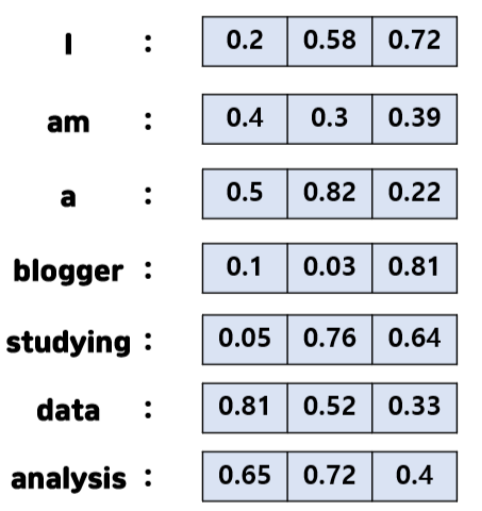 I : 0.2 0.58 0.72
am : 0.4 0.3 0.39
a : 0.5 0.82 0.22
blogger : 0.1 0.03 0.81
studying : 0.05 0.76 0.64
data : 0.81 0.52 0.33
analysis : 0.65 0.72 0.4